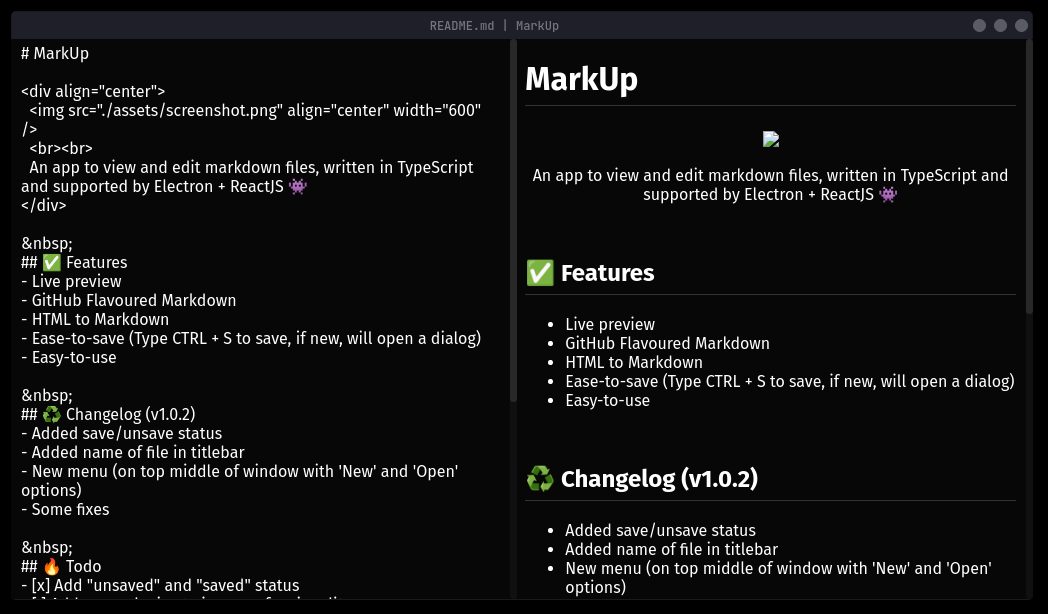 README.md | MarkUp
# MarkUp
<div align="center">
<img src="./assets/screenshot.png" align="center" width="600"
/>
<br><br>
An app to view and edit markdown files, written in TypeScript
and supported by Electron + ReactJS 👾
</div>
&nbsp;
## ✅ Features
- Live preview
- GitHub Flavoured Markdown
- HTML to Markdown
- Ease-to-save (Type CTRL + S to save, if new, will open a dialog)
- Easy-to-use
&nbsp;
## ♻️ Changelog (v1.0.2)
- Added save/unsave status
- Added name of file in titlebar
- New menu (on top middle of window with 'New' and 'Open'
options)
- Some fixes
&nbsp;
## 🔥 Todo
- [x] Add "unsaved" and "saved" status
MarkUp
An app to view and edit markdown files, written in TypeScript and
supported by Electron + ReactJS 👾
✅ Features
• Live preview
• GitHub Flavoured Markdown
• HTML to Markdown
• Ease-to-save (Type CTRL + S to save, if new, will open a dialog)
• Easy-to-use
♻️ Changelog (v1.0.2)
• Added save/unsave status
• Added name of file in titlebar
• New menu (on top middle of window with 'New' and 'Open'
options)